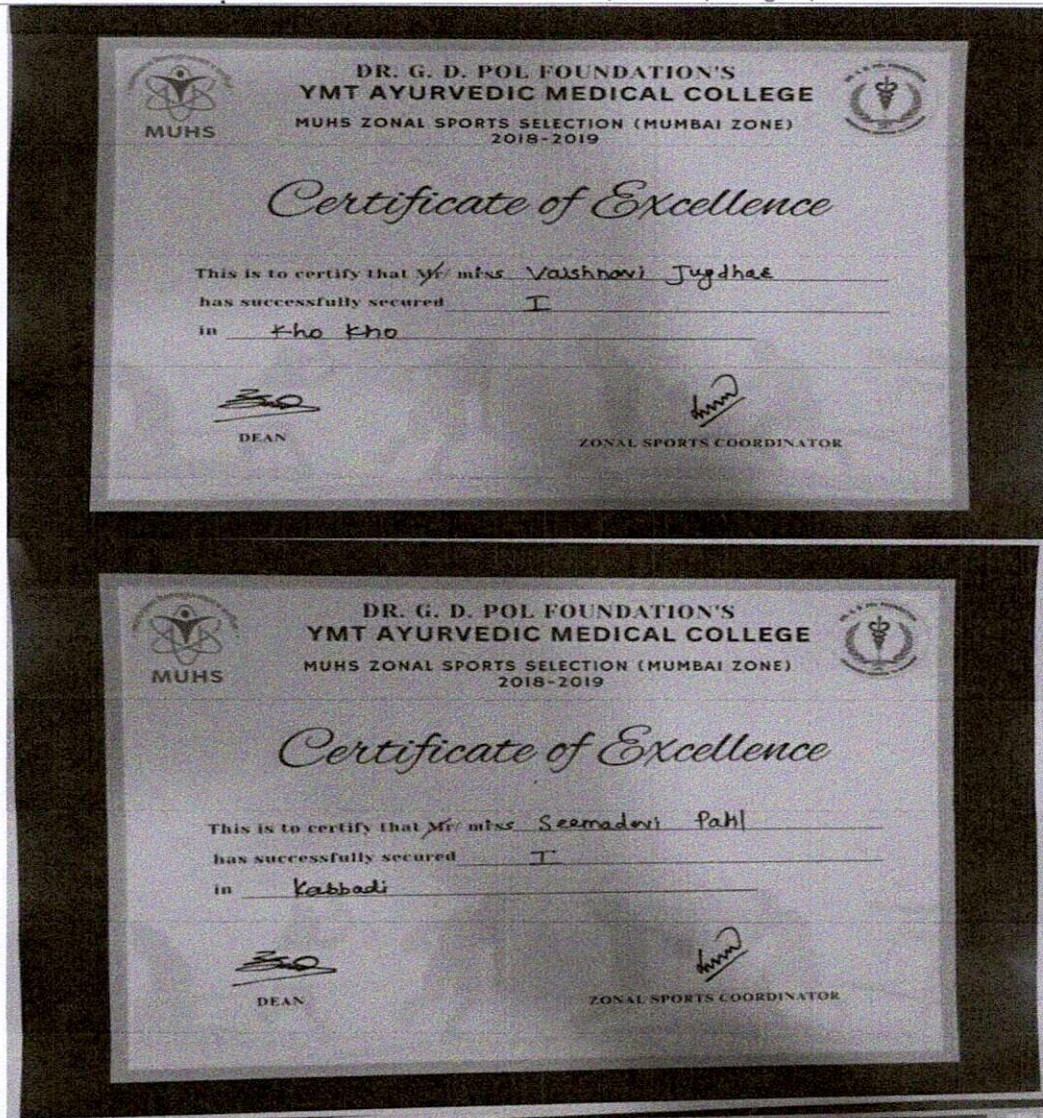 MUHS
DR. G. D. POL FOUNDATION'S
YMT AYURVEDIC MEDICAL COLLEGE
MUHS ZONAL SPORTS SELECTION (MUMBAI ZONE)
2018-2019
Certificate of Excellence
This is to certify that Mr/ miss Vaishnavi Jugdhae
has successfully secured I
in Kho Kho
DEAN
ZONAL SPORTS COORDINATOR
MUHS
DR. G. D. POL FOUNDATION'S
YMT AYURVEDIC MEDICAL COLLEGE
MUHS ZONAL SPORTS SELECTION (MUMBAI ZONE)
2018-2019
Certificate of Excellence
This is to certify that Mr/ miss Seemadevi Patil
has successfully secured I
in Kabbadi
DEAN
ZONAL SPORTS COORDINATOR